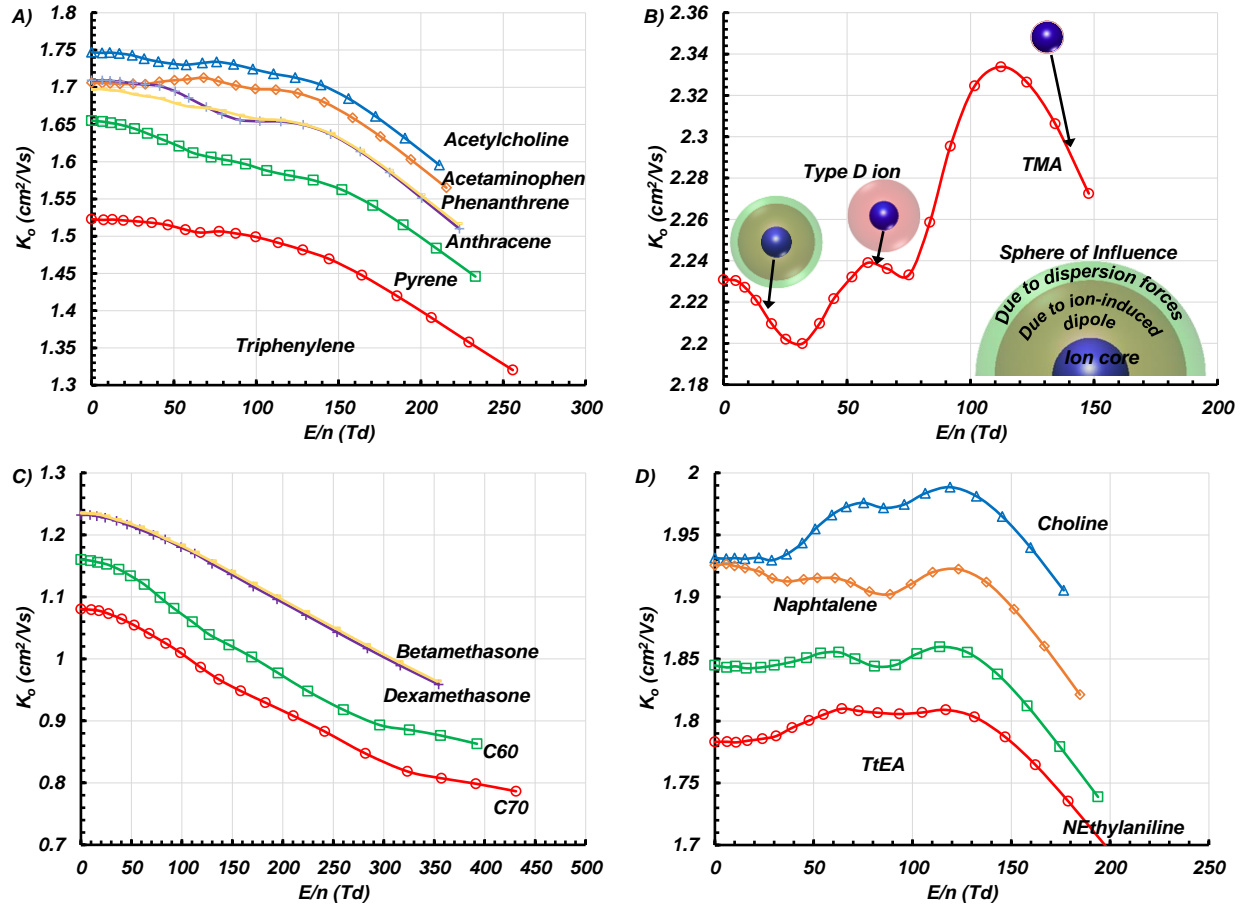 A)
K₀ (cm²/Vs)
1.8
1.75
1.7
1.65
1.6
1.55
1.5
1.45
1.4
1.35
1.3
0 50 100 150 200 250 300
E/n (Td)
Acetylcholine
Acetaminophen
Phenanthrene
Anthracene
Pyrene
Triphenylene
B)
K₀ (cm²/Vs)
2.36
2.34
2.32
2.3
2.28
2.26
2.24
2.22
2.2
2.18
0 50 100 150 200
E/n (Td)
Type D ion
TMA
Sphere of Influence
Due to dispersion forces
Due to ion-induced
dipole
Ion core
C)
K₀ (cm²/Vs)
1.3
1.2
1.1
1
0.9
0.8
0.7
0 50 100 150 200 250 300 350 400 450 500
E/n (Td)
Betamethasone
Dexamethasone
C60
C70
D)
K₀ (cm²/Vs)
2
1.95
1.9
1.85
1.8
1.75
1.7
0 50 100 150 200 250
E/n (Td)
Choline
Naphtalene
TtEA
NEthylaniline